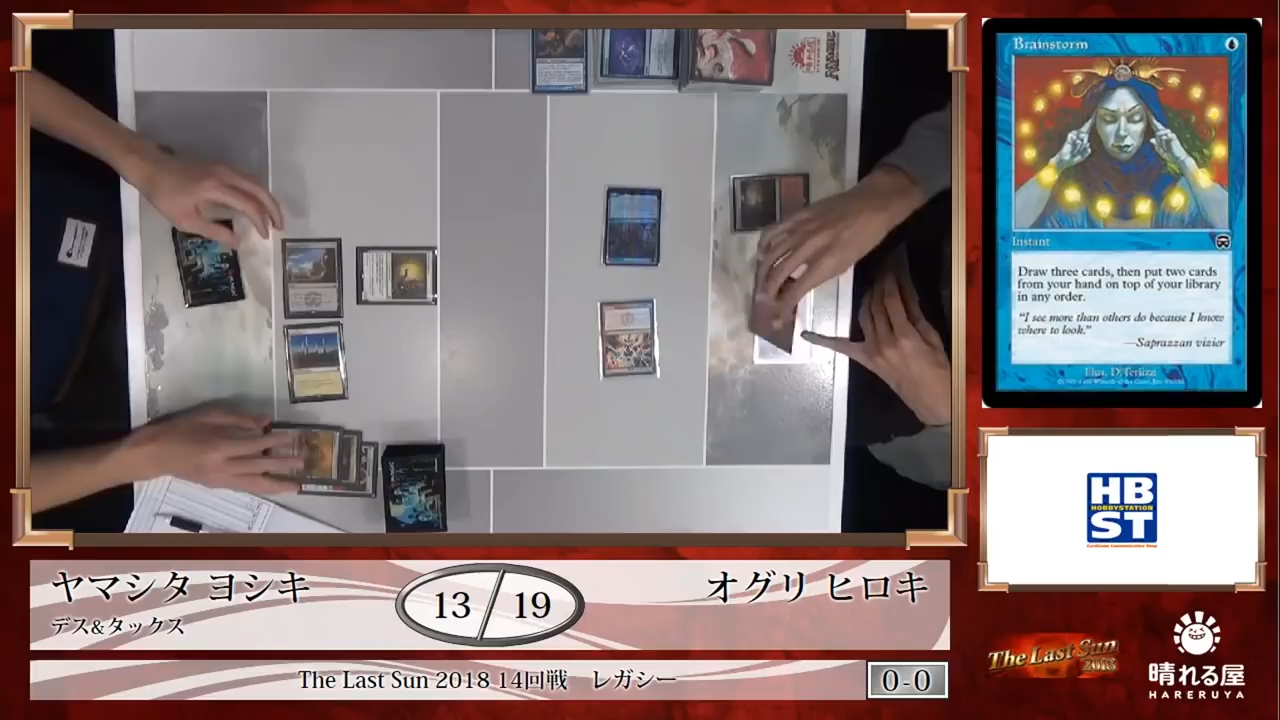 Brainstorm
Instant
Draw three cards, then put two cards
from your hand on top of your library
in any order.
"I see more than others do because I know
where to look."
—Saprazzan vizier
Illus. DiTerlizzi
HB
HOBBYSTATION
ST
ヤマシタ ヨシキ
デス&タックス
13/19
オグリ ヒロキ
The Last Sun 2018 14回戦 レガシー
0-0
The Last Sun
2018
晴れる屋
HARERUYA